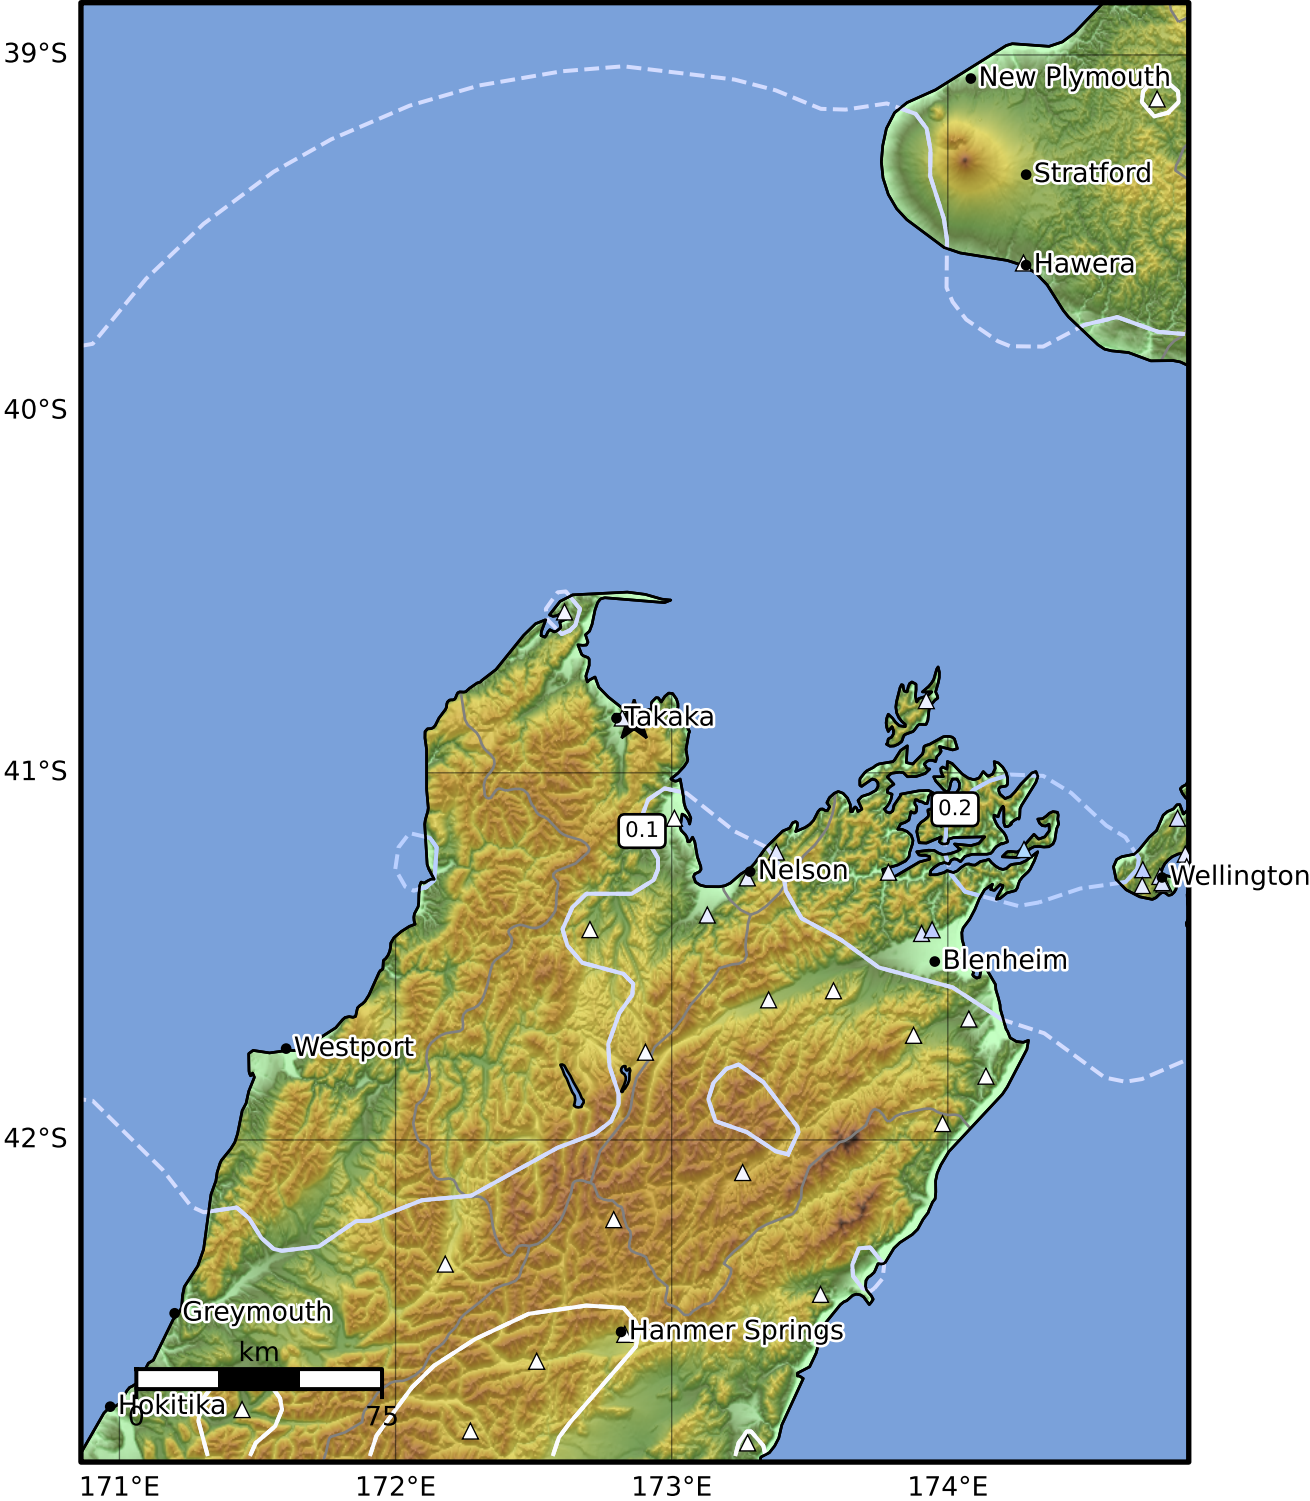 39°S
New Plymouth
Stratford
Hawera
40°S
Takaka
41°S
0.2
0.1
Nelson
Wellington
Blenheim
Westport
42°S
Greymouth
Hanmer Springs
km
Hokitika
0
75
171°E
172°E
173°E
174°E